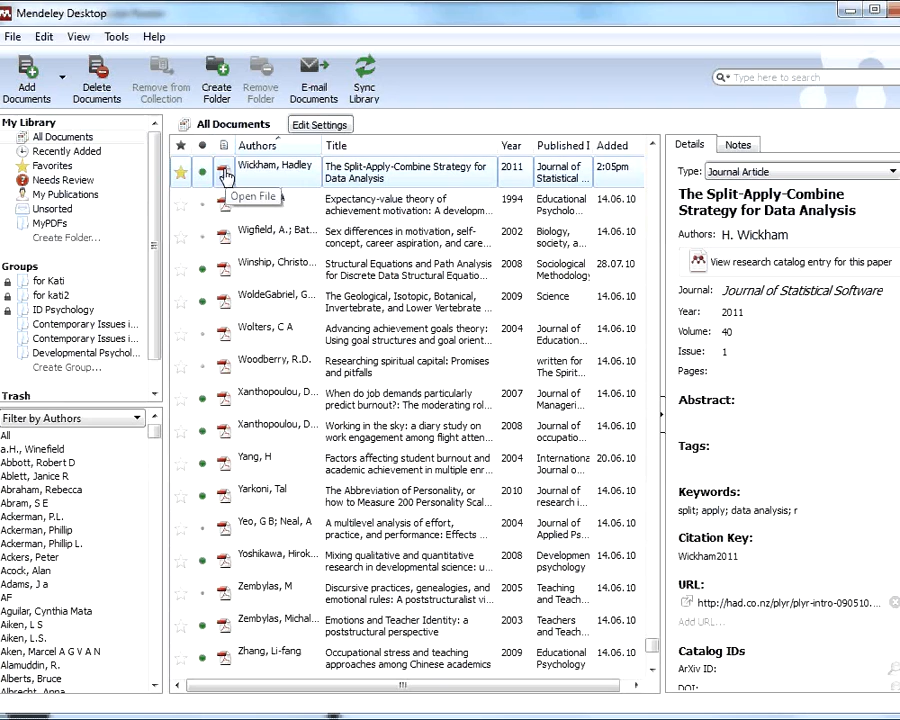 Mendeley Desktop
File Edit View Tools Help
Add Documents
Delete Documents
Remove from Collection
Create Folder
Remove Folder
E-mail Documents
Sync Library
Type here to search
My Library
All Documents
Recently Added
Favorites
Needs Review
My Publications
Unsorted
MyPDFs
Create Folder...
Groups
for Kati
for kati2
ID Psychology
Contemporary Issues i...
Contemporary Issues i...
Developmental Psychol...
Create Group...
Trash
Filter by Authors
All
a.H., Winefield
Abbott, Robert D
Ablett, Janice R
Abraham, Rebecca
Abram, S E
Ackerman, P.L.
Ackerman, Phillip
Ackerman, Phillip L.
Ackers, Peter
Acock, Alan
Adams, J a
AF
Aguilar, Cynthia Mata
Aiken, L S
Aiken, L.S.
Aken, Marcel A G V A N
Alamuddin, R.
Alberts, Bruce
Albrecht, Anna
All Documents Edit Settings
Authors Title Year Published I Added
Wickham, Hadley The Split-Apply-Combine Strategy for Data Analysis 2011 Journal of Statistical ... 2:05pm
Open File
Expectancy-value theory of achievement motivation: A developm... 1994 Educational Psycholo... 14.06.10
Wigfield, A.; Bat... Sex differences in motivation, self-concept, career aspiration, and care... 2002 Biology, society, a... 14.06.10
Winship, Christo... Structural Equations and Path Analysis for Discrete Data Structural Equatio... 2008 Sociological Methodology 28.07.10
WoldeGabriel, G... The Geological, Isotopic, Botanical, Invertebrate, and Lower Vertebrate ... 2009 Science 14.06.10
Wolters, C A Advancing achievement goals theory: Using goal structures and goal orient... 2004 Journal of Education... 14.06.10
Woodberry, R.D. Researching spiritual capital: Promises and pitfalls written for The Spirit... 14.06.10
Xanthopoulou, D... When do job demands particularly predict burnout?: The moderating rol... 2007 Journal of Manageri... 14.06.10
Xanthopoulou, D... Working in the sky: a diary study on work engagement among flight atten... 2008 Journal of occupatio... 14.06.10
Yang, H Factors affecting student burnout and academic achievement in multiple enr... 2004 Internationa Journal o... 20.06.10
Yarkoni, Tal The Abbreviation of Personality, or how to Measure 200 Personality Scal... 2010 Journal of research i... 14.06.10
Yeo, G B; Neal, A A multilevel analysis of effort, practice, and performance: Effects ... 2004 Journal of Applied Ps... 14.06.10
Yoshikawa, Hirok... Mixing qualitative and quantitative research in developmental science: u... 2008 Developmen psychology 14.06.10
Zembylas, M Discursive practices, genealogies, and emotional rules: A poststructuralist vi... 2005 Teaching and Teach... 14.06.10
Zembylas, Michal... Emotions and Teacher Identity: a poststructural perspective 2003 Teachers and Teach... 14.06.10
Zhang, Li-fang Occupational stress and teaching approaches among Chinese academics 2009 Educational Psychology 14.06.10
Details Notes
Type: Journal Article
The Split-Apply-Combine
Strategy for Data Analysis
Authors: H. Wickham
View research catalog entry for this paper
Journal: Journal of Statistical Software
Year: 2011
Volume: 40
Issue: 1
Pages:
Abstract:
Tags:
Keywords:
split; apply; data analysis; r
Citation Key:
Wickham2011
URL:
http://had.co.nz/plyr/plyr-intro-090510....
Add URL...
Catalog IDs
ArXiv ID:
DOI: